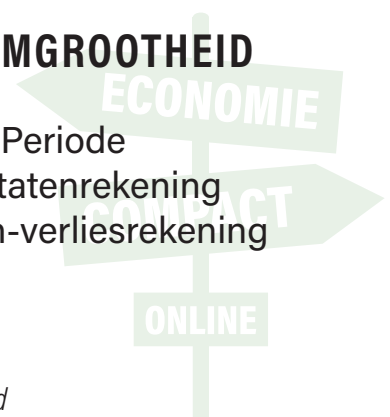 MGROOTHEID
ECONOMIE
Periode
tatenrekening
COMPACT
-verliesrekening
ONLINE
d